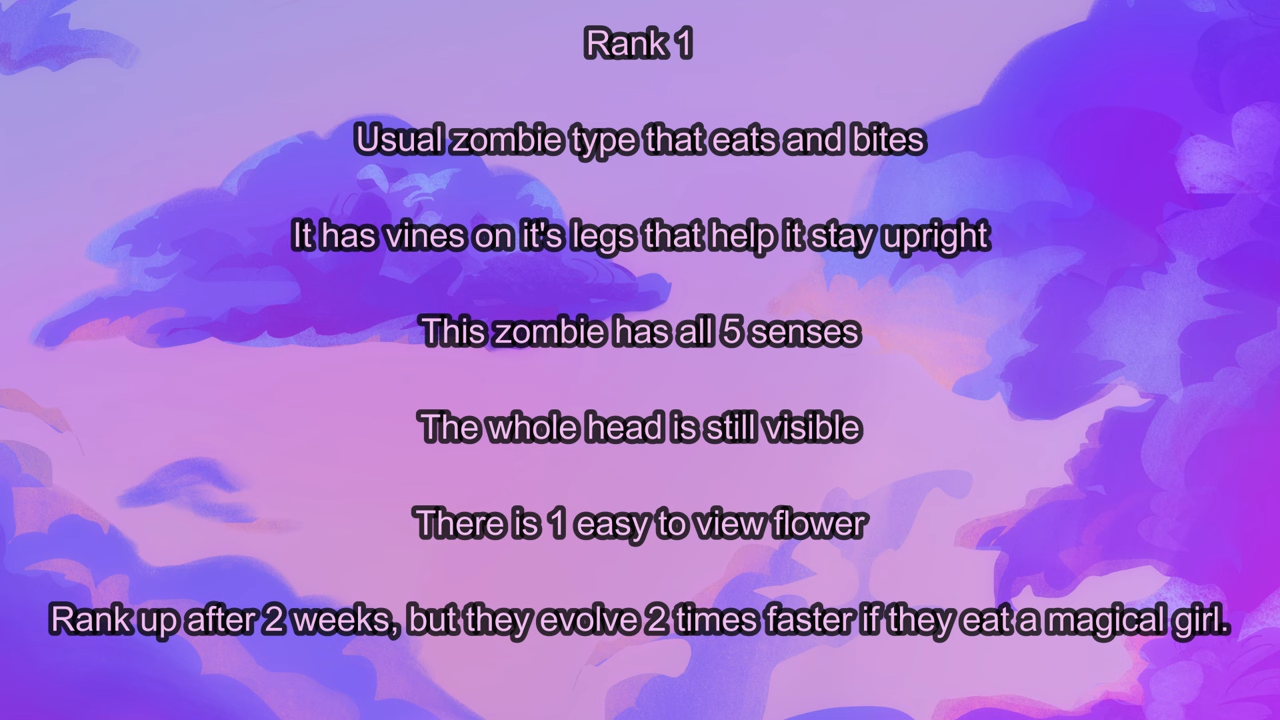 Rank 1
Usual zombie type that eats and bites
It has vines on it's legs that help it stay upright
This zombie has all 5 senses
The whole head is still visible
There is 1 easy to view flower
Rank up after 2 weeks, but they evolve 2 times faster if they eat a magical girl.